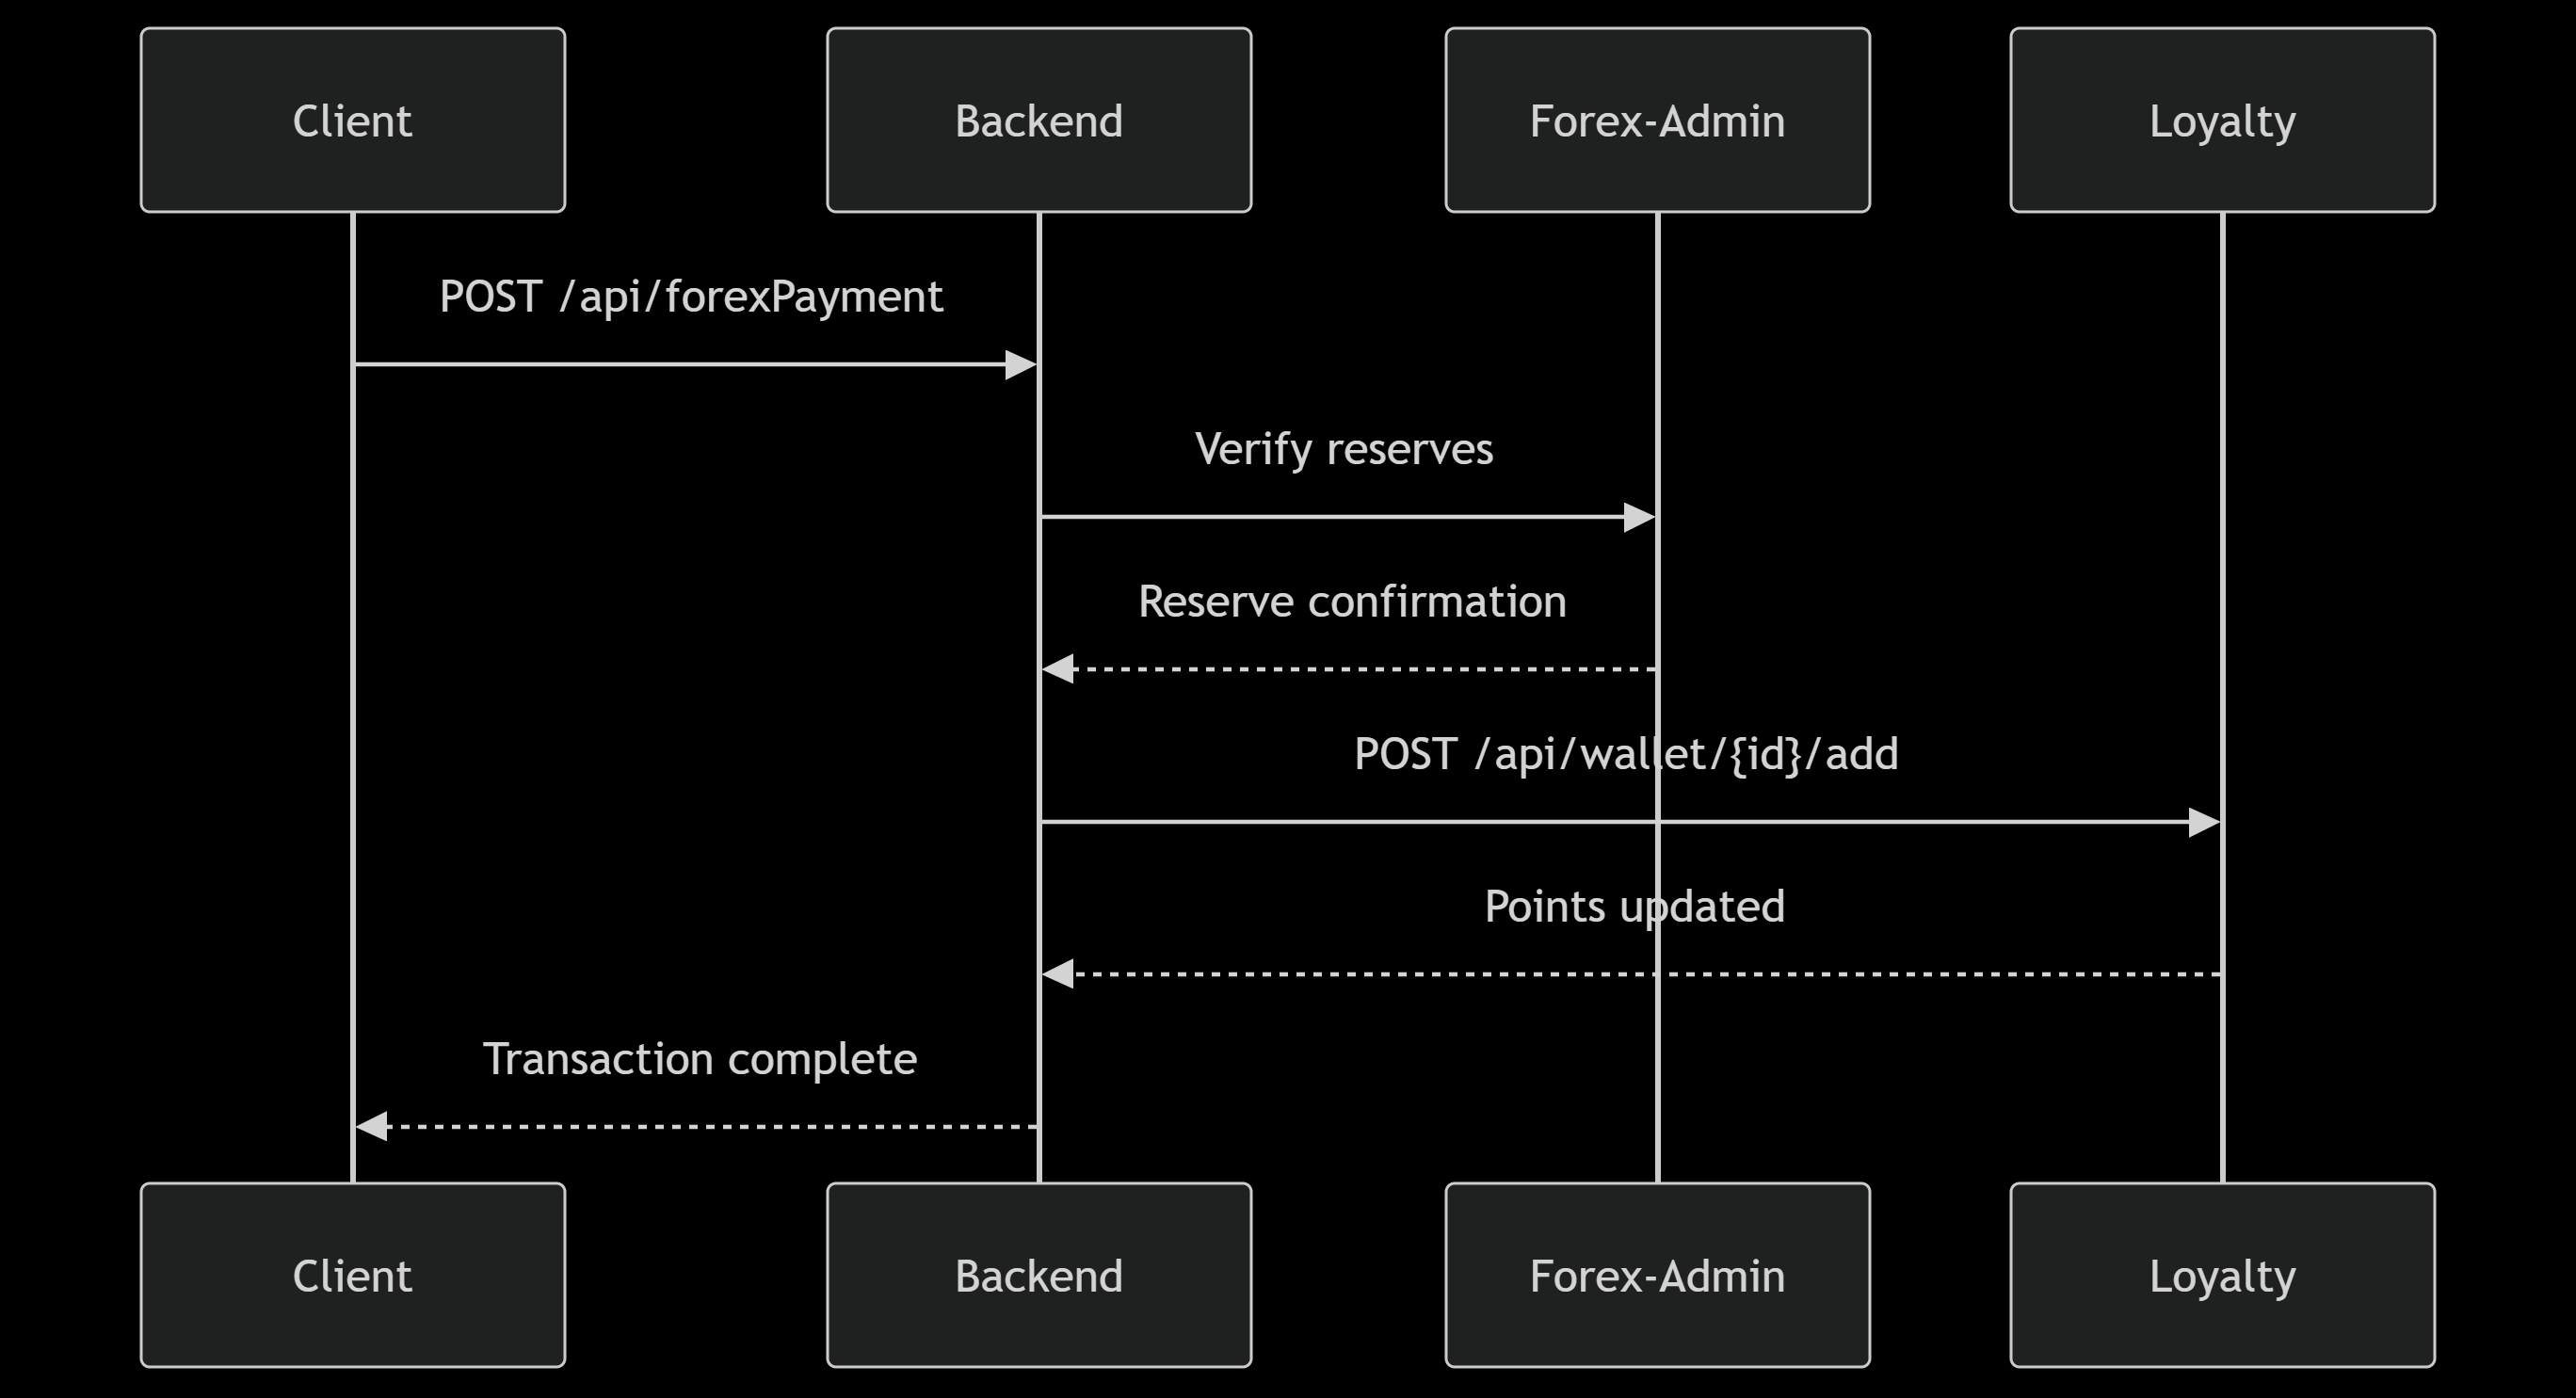 Client
Backend
Forex-Admin
Loyalty
POST /api/forexPayment
Verify reserves
Reserve confirmation
POST /api/wallet/{id}/add
Points updated
Transaction complete
Client
Backend
Forex-Admin
Loyalty